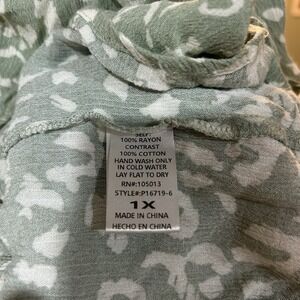 SELF:
100% RAYON
CONTRAST
100% COTTON
HAND WASH ONLY
IN COLD WATER
LAY FLAT TO DRY
RN#:105013
STYLE#:P16719-6
1X
MADE IN CHINA
HECHO EN CHINA